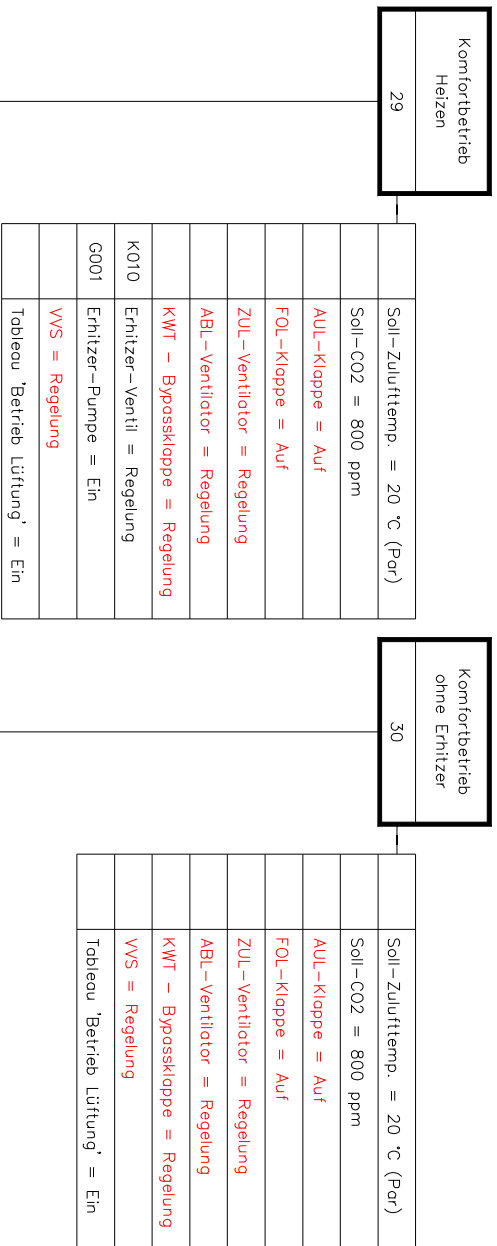 Komfortbetrieb
Heizen
29
Soll-Zulufttemp. = 20 °C (Par)
Soll-CO2 = 800 ppm
AUL-Klappe = Auf
FOL-Klappe = Auf
ZUL-Ventilator = Regelung
ABL-Ventilator = Regelung
KWT - Bypassklappe = Regelung
K010 Erhitzer-Ventil = Regelung
G001 Erhitzer-Pumpe = Ein
VVS = Regelung
Tableau 'Betrieb Lüftung' = Ein
Komfortbetrieb
ohne Erhitzer
30
Soll-Zulufttemp. = 20 °C (Par)
Soll-CO2 = 800 ppm
AUL-Klappe = Auf
FOL-Klappe = Auf
ZUL-Ventilator = Regelung
ABL-Ventilator = Regelung
KWT - Bypassklappe = Regelung
VVS = Regelung
Tableau 'Betrieb Lüftung' = Ein